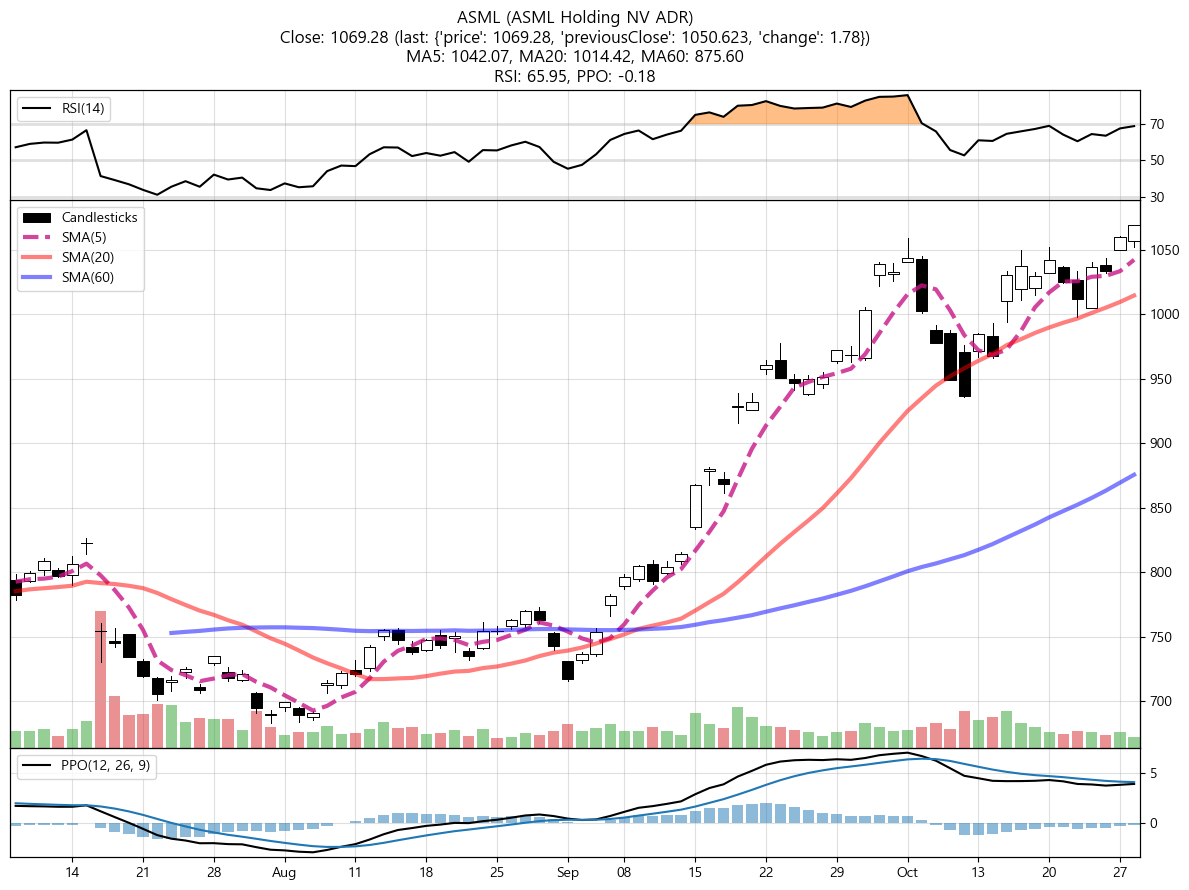 ASML (ASML Holding NV ADR)
Close: 1069.28 (last: {'price': 1069.28, 'previousClose': 1050.623, 'change': 1.78})
MA5: 1042.07, MA20: 1014.42, MA60: 875.60
RSI: 65.95, PPO: -0.18
RSI(14)
70
50
30
Candlesticks
SMA(5)
SMA(20)
SMA(60)
1050
1000
950
900
850
800
750
700
PPO(12, 26, 9)
5
0
14 21 28 Aug 11 18 25 Sep 08 15 22 29 Oct 13 20 27